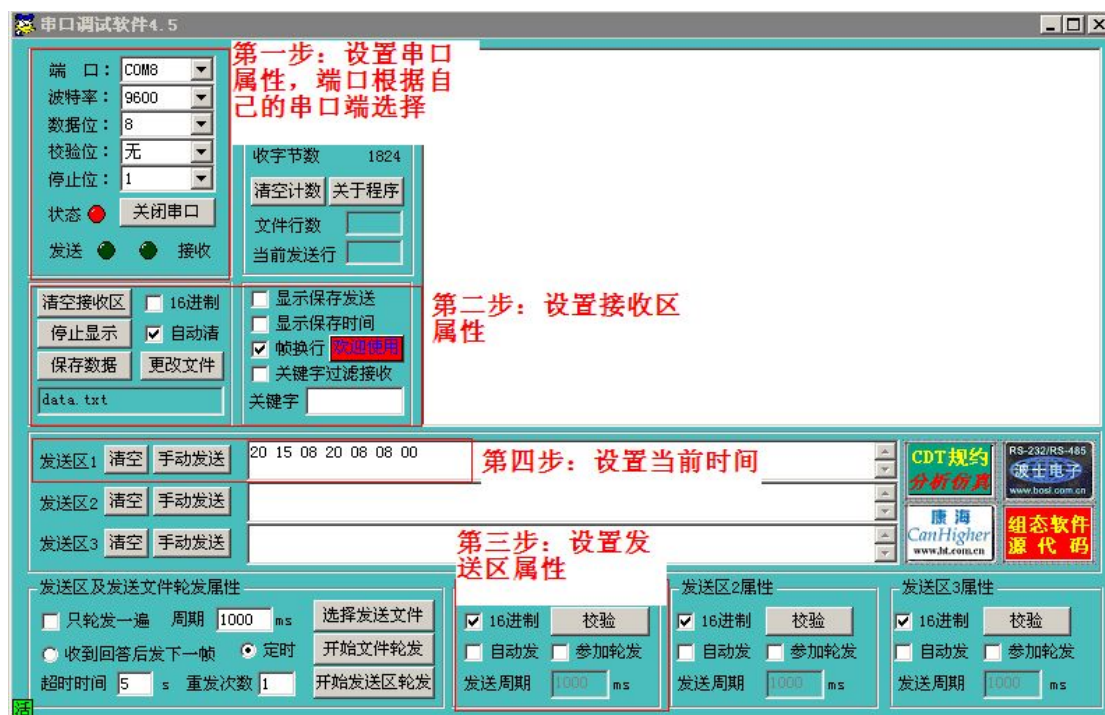 串口调试软件4.5
第一步：设置串口
属性，端口根据自
己的串口端选择
端 口： COM8
波特率： 9600
数据位： 8
校验位： 无
停止位： 1
状态 关闭串口
发送 接收
收字节数 1824
清空计数 关于程序
文件行数
当前发送行
清空接收区 16进制
停止显示 自动清
保存数据 更改文件
data.txt
显示保存发送
显示保存时间
帧换行 欢迎使用
关键字过滤接收
关键字
第二步：设置接收区
属性
发送区1 清空 手动发送 20 15 08 20 08 08 00
第四步：设置当前时间
发送区2 清空 手动发送
发送区3 清空 手动发送
CDT规约
分析仿真
RS-232/RS-485
波士电子
www.bosi.com.cn
康海
CanHigher
www.ht.com.cn
组态软件
源代码
第三步：设置发
送区属性
发送区及发送文件轮发属性
只轮发一遍 周期 1000 ms 选择发送文件
收到回答后发下一帧 定时 开始文件轮发
超时时间 5 s 重发次数 1 开始发送区轮发
16进制 校验
自动发 参加轮发
发送周期 1000 ms
发送区2属性
16进制 校验
自动发 参加轮发
发送周期 1000 ms
发送区3属性
16进制 校验
自动发 参加轮发
发送周期 1000 ms
活